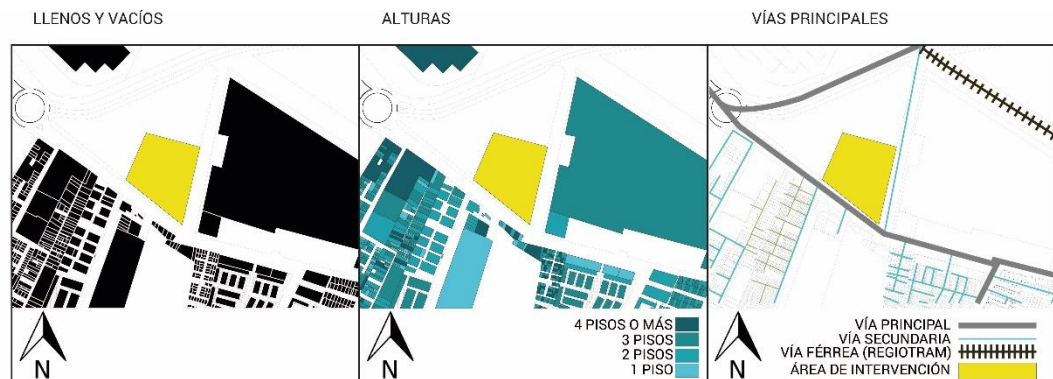 LLENOS Y VACÍOS
ALTURAS
VÍAS PRINCIPALES
N
N
4 PISOS O MÁS
3 PISOS
2 PISOS
1 PISO
N
VÍA PRINCIPAL
VÍA SECUNDARIA
VÍA FÉRREA (REGIOTRAM)
ÁREA DE INTERVENCIÓN